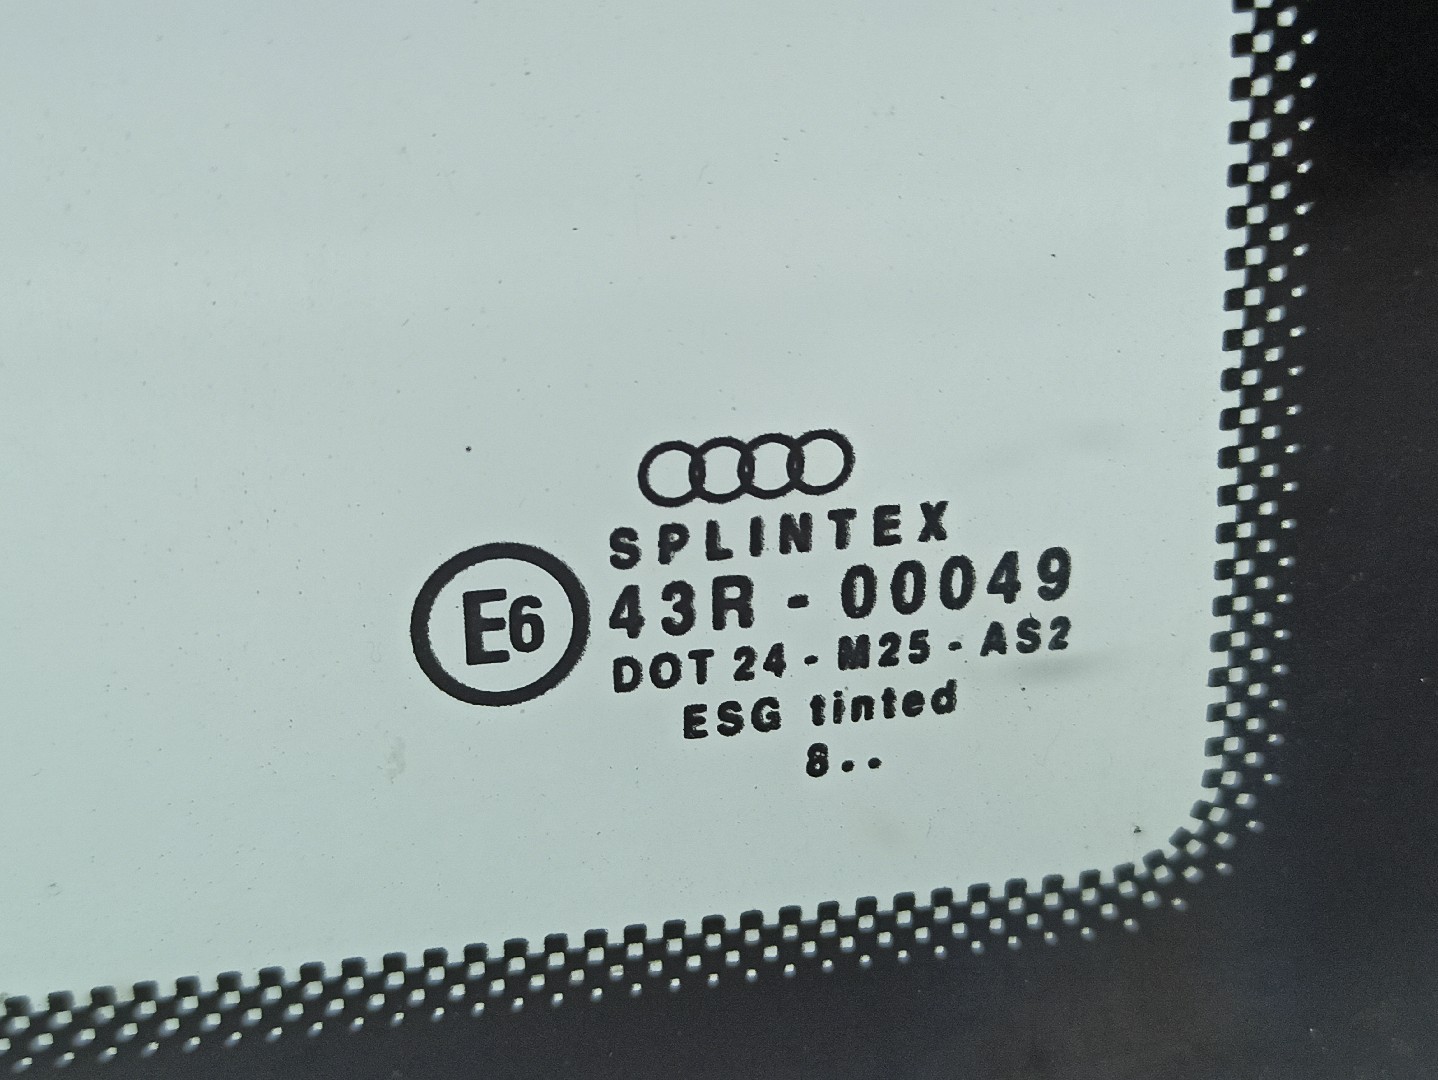 SPLINTEX
E6
43R - 00049
DOT 24 - M25 - AS2
ESG tinted
8..